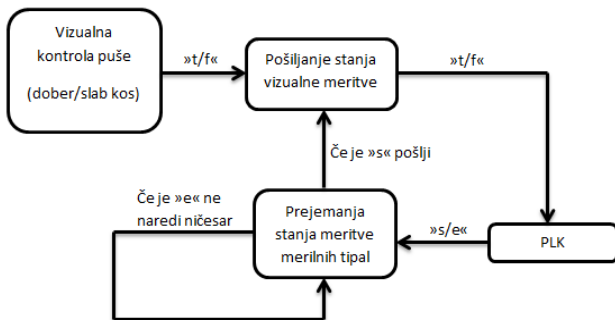 Vizualna
kontrola puše
(dober/slab kos)
»t/f«
Pošiljanje stanja
vizualne meritve
»t/f«
Če je »s« pošlji
Če je »e« ne
naredi ničesar
Prejemanja
stanja meritve
merilnih tipal
»s/e«
PLK